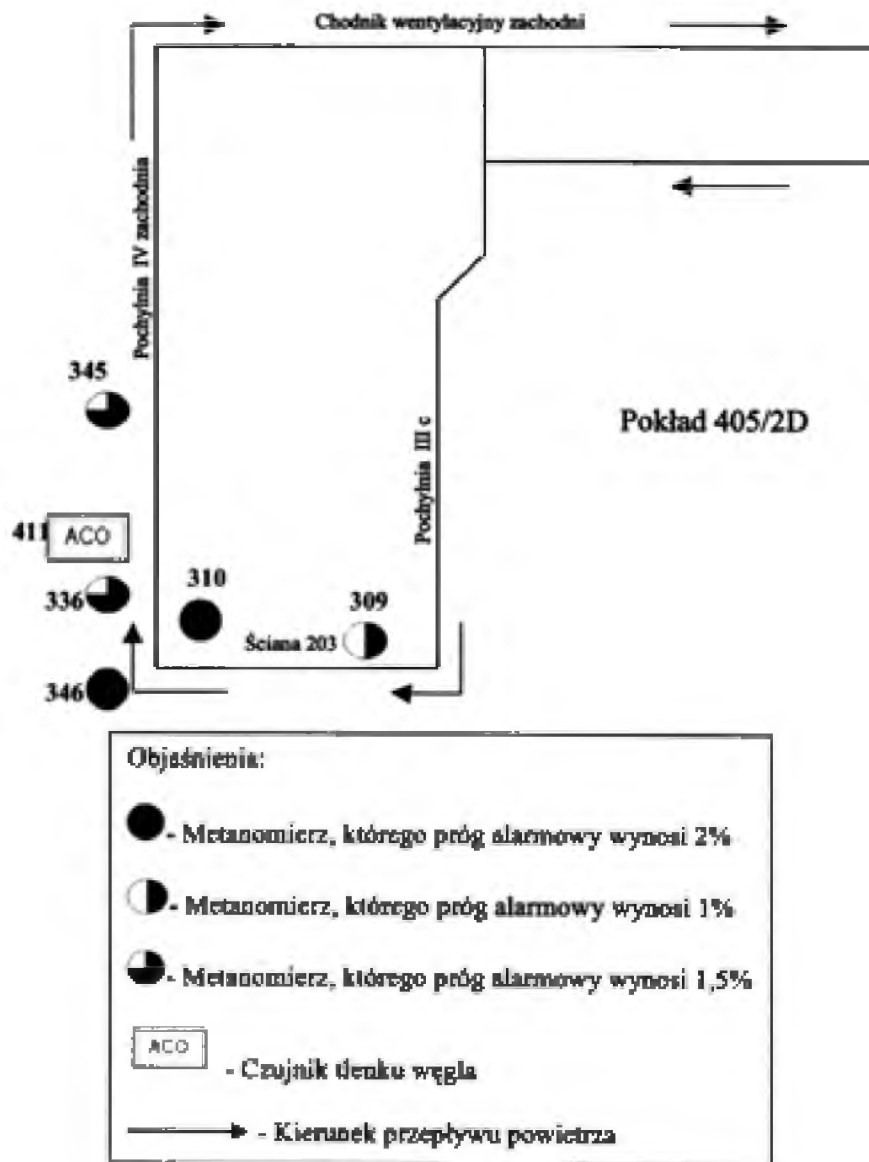 Chodnik wentylacyjny zachodni
Pochylnia IV zachodnia
345
Pokład 405/2D
Pochylnia III c
411
ACO
310
336
309
Ściana 203
346
Objaśnienia:
- Metanomierz, którego próg alarmowy wynosi 2%
- Metanomierz, którego próg alarmowy wynosi 1%
- Metanomierz, którego próg alarmowy wynosi 1,5%
ACO
- Czujnik tlenku węgla
- Kierunek przepływu powietrza